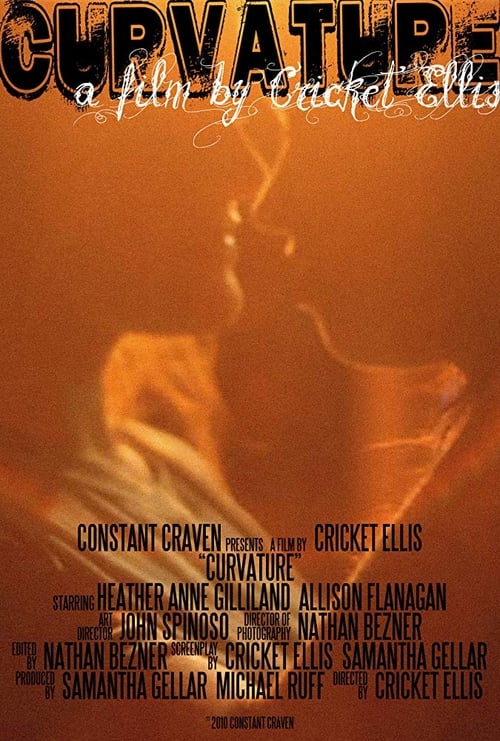 CURVATURE
a film by Cricket Ellis
CONSTANT CRAVEN PRESENTS A FILM BY CRICKET ELLIS
"CURVATURE"
STARRING HEATHER ANNE GILLILAND ALLISON FLANAGAN
ART DIRECTOR JOHN SPINOSO DIRECTOR OF PHOTOGRAPHY NATHAN BEZNER
EDITED BY NATHAN BEZNER SCREENPLAY BY CRICKET ELLIS SAMANTHA GELLAR
PRODUCED BY SAMANTHA GELLAR MICHAEL RUFF DIRECTED BY CRICKET ELLIS
© 2010 CONSTANT CRAVEN